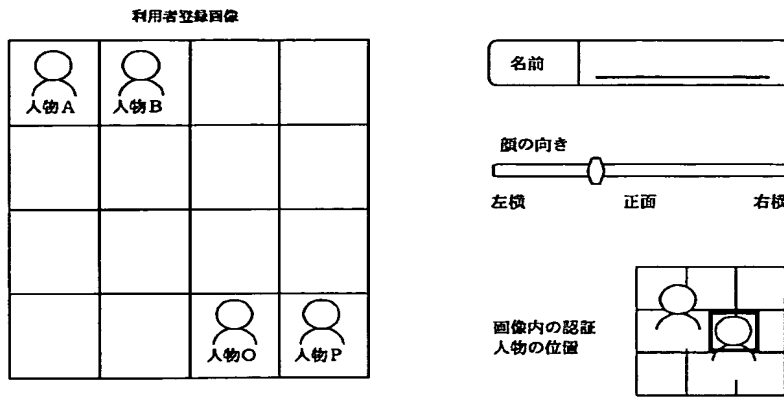 利用者登録画像
人物A
人物B
人物O
人物P
名前
顔の向き
左横
正面
右横
画像内の認証
人物の位置